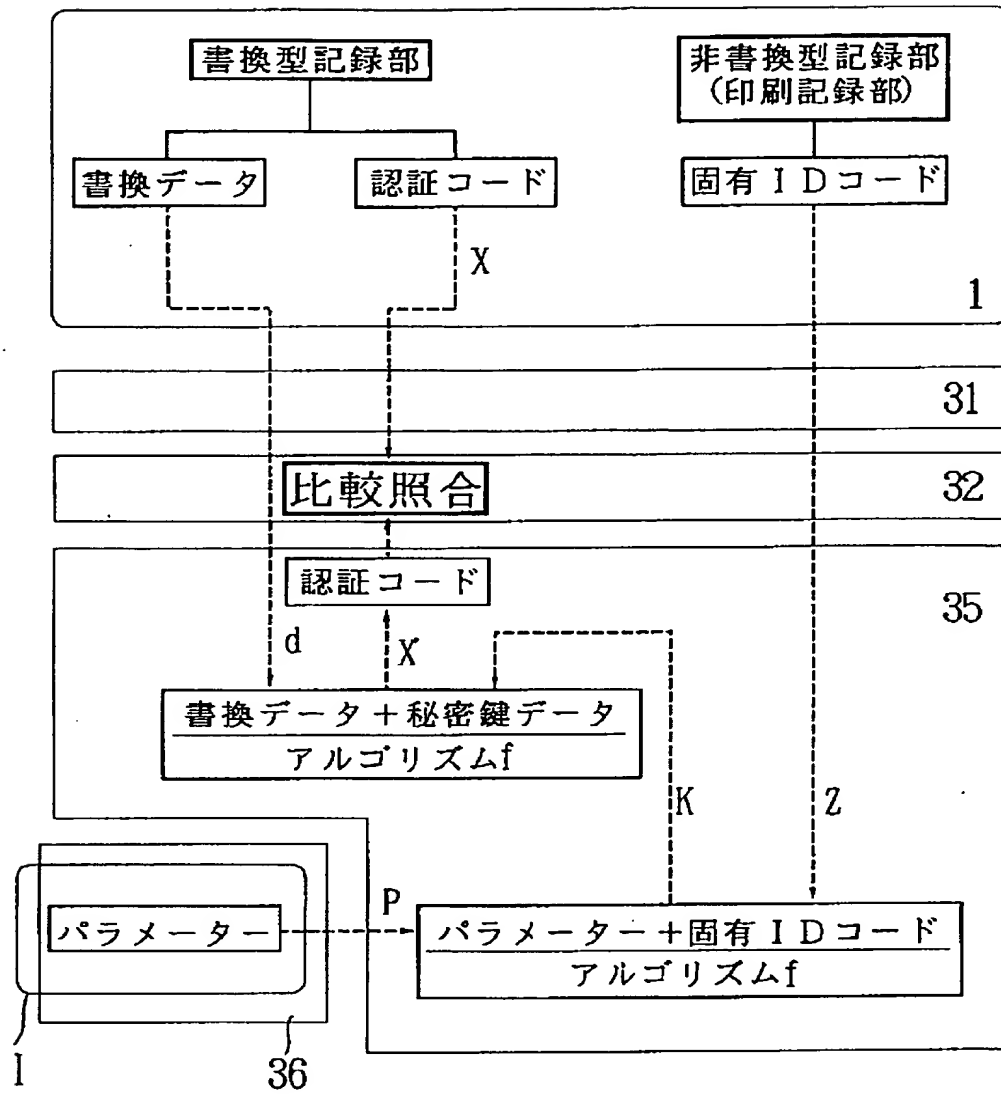 書換型記録部
非書換型記録部
(印刷記録部)
書換データ
認証コード
固有IDコード
X
1
31
比較照合
32
認証コード
35
d
X'
書換データ+秘密鍵データ
アルゴリズムf
K
Z
パラメーター
P
パラメーター+固有IDコード
アルゴリズムf
I
36